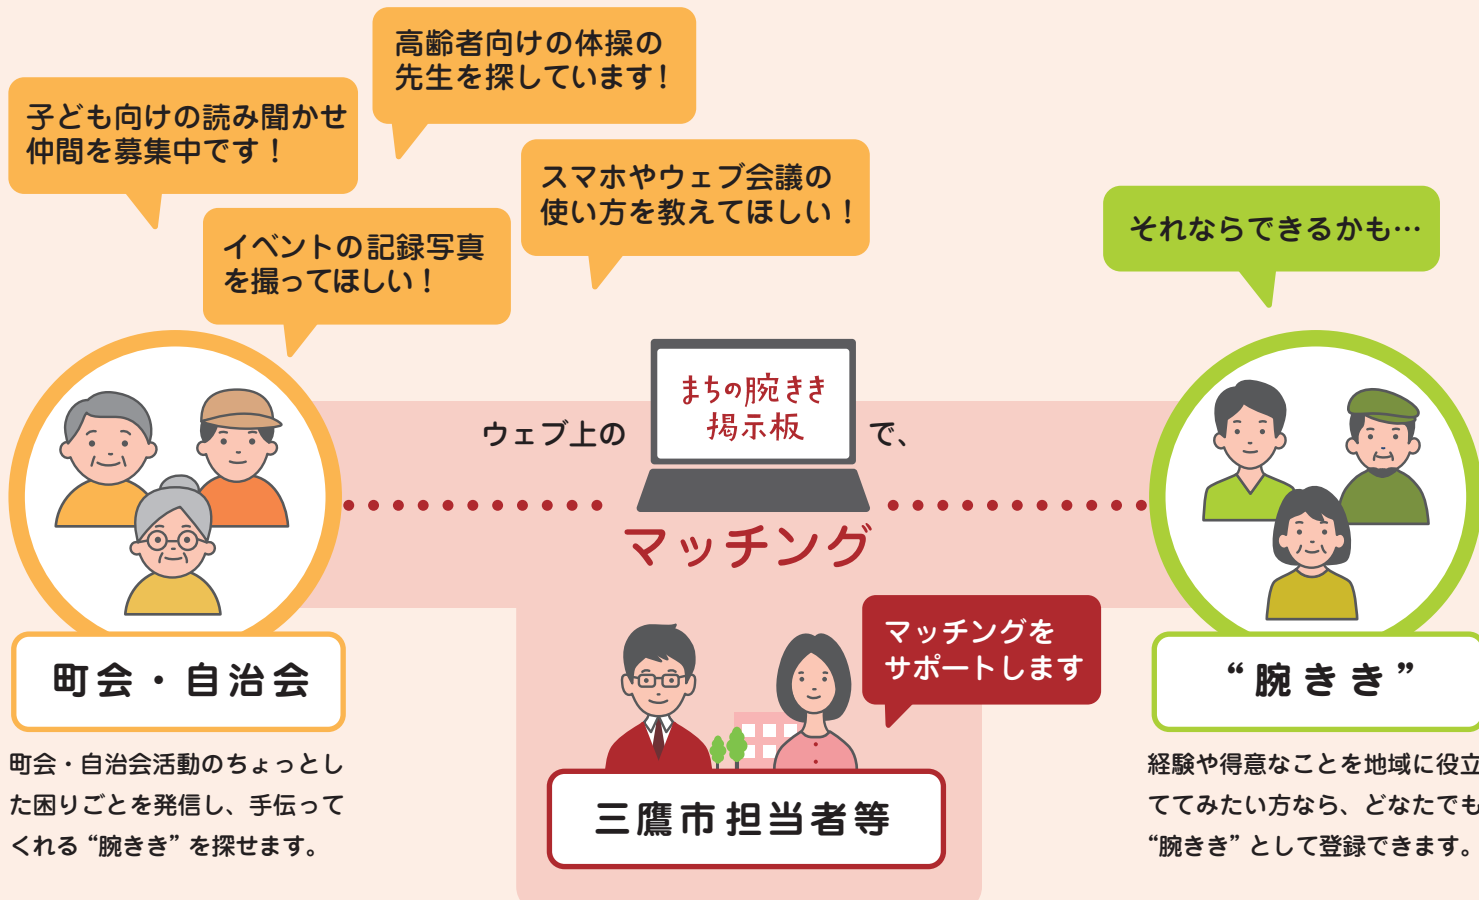 高齢者向けの体操の
先生を探しています！
子ども向けの読み聞かせ
仲間を募集中です！
スマホやウェブ会議の
使い方を教えてほしい！
イベントの記録写真
を撮ってほしい！
それならできるかも…
ウェブ上の
まちの腕きき
掲示板
で、
マッチング
マッチングを
サポートします
町会・自治会
町会・自治会活動のちょっとし
た困りごとを発信し、手伝って
くれる “腕きき” を探せます。
三鷹市担当者等
“腕きき”
経験や得意なことを地域に役立
ててみたい方なら、どなたでも
“腕きき” として登録できます。